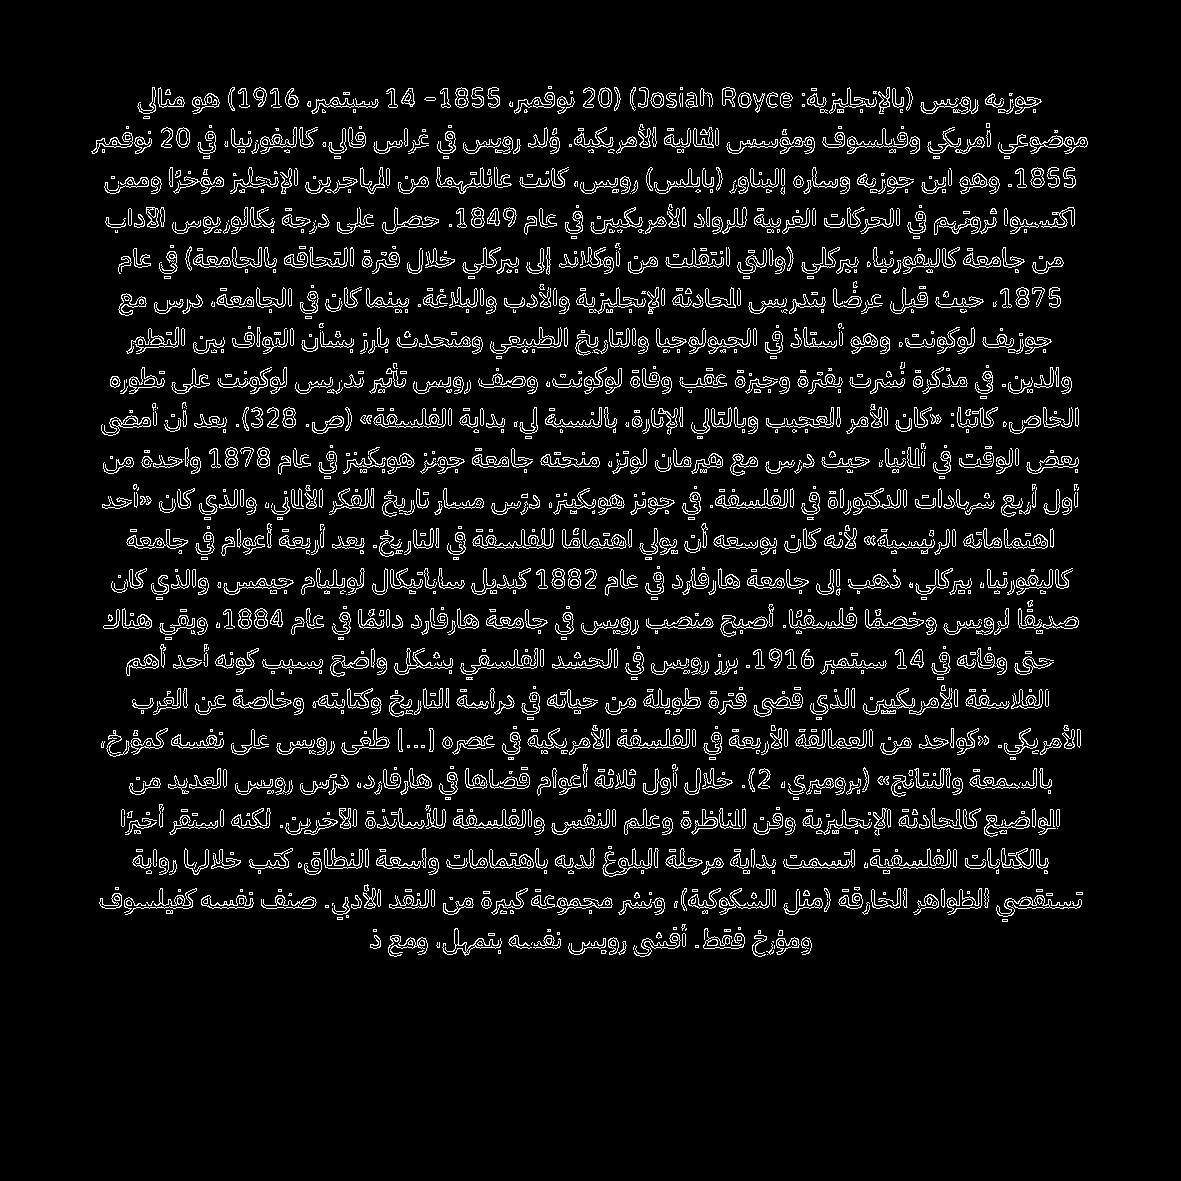 جوزيه رويس (بالإنجليزية: Josiah Royce) (20 نوفمبر، 1855- 14 سبتمبر، 1916) هو مثالي
موضوعي أمريكي وفيلسوف ومؤسس المثالية الأمريكية. وُلد رويس في غراس فالي، كاليفورنيا، في 20 نوفمبر
1855. وهو ابن جوزيه وساره إليناور (بايلس) رويس، كانت عائلتهما من المهاجرين الإنجليز مؤخرًا وممن
اكتسبوا ثروتهم في الحركات الغربية للرواد الأمريكيين في عام 1849. حصل على درجة بكالوريوس الآداب
من جامعة كاليفورنيا، بيركلي (والتي انتقلت من أوكلاند إلى بيركلي خلال فترة التحاقه بالجامعة) في عام
1875، حيث قبل عرضًا بتدريس المحادثة الإنجليزية والأدب والبلاغة. بينما كان في الجامعة، درس مع
جوزيف لوكونت. وهو أستاذ في الجيولوجيا والتاريخ الطبيعي ومتحدث بارز بشأن التواف بين التطور
والدين. في مذكرة نُشرت بفترة وجيزة عقب وفاة لوكونت، وصف رويس تأثير تدريس لوكونت على تطوره
الخاص، كاتبًا: «كان الأمر العجيب وبالتالي الإثارة، بالنسبة لي، بداية الفلسفة» (ص. 328). بعد أن أمضى
بعض الوقت في ألمانيا، حيث درس مع هيرمان لوتز، منحته جامعة جونز هوبكينز في عام 1878 واحدة من
أول أربع شهادات الدكتوراة في الفلسفة. في جونز هوبكينز، درّس مسار تاريخ الفكر الألماني، والذي كان «أحد
اهتماماته الرئيسية» لأنه كان بوسعه أن يولي اهتمامًا للفلسفة في التاريخ. بعد أربعة أعوام في جامعة
كاليفورنيا، بيركلي، ذهب إلى جامعة هارفارد في عام 1882 كبديل ساباتيكال لويليام جيمس، والذي كان
صديقًا لرويس وخصمًا فلسفيًا. أصبح منصب رويس في جامعة هارفارد دائمًا في عام 1884، وبقي هناك
حتى وفاته في 14 سبتمبر 1916. برز رويس في الحشد الفلسفي بشكل واضح بسبب كونه أحد أهم
الفلاسفة الأمريكيين الذي قضى فترة طويلة من حياته في دراسة التاريخ وكتابته، وخاصة عن الغرب
الأمريكي. «كواحد من العمالقة الأربعة في الفلسفة الأمريكية في عصره [...] طغى رويس على نفسه كمؤرخ،
بالسمعة والنتائج» (بروميري، 2). خلال أول ثلاثة أعوام قضاها في هارفارد، درّس رويس العديد من
المواضيع كالمحادثة الإنجليزية وفن المناظرة وعلم النفس والفلسفة للأساتذة الآخرين. لكنه استقر أخيرًا
بالكتابات الفلسفية، اتسمت بداية مرحلة البلوغ لديه باهتمامات واسعة النطاق، كتب خلالها رواية
تستقصي الظواهر الخارقة (مثل الشكوكية)، ونشر مجموعة كبيرة من النقد الأدبي. صنف نفسه كفيلسوف
ومؤرخ فقط. أفشى رويس نفسه بتمهل، ومع ذ